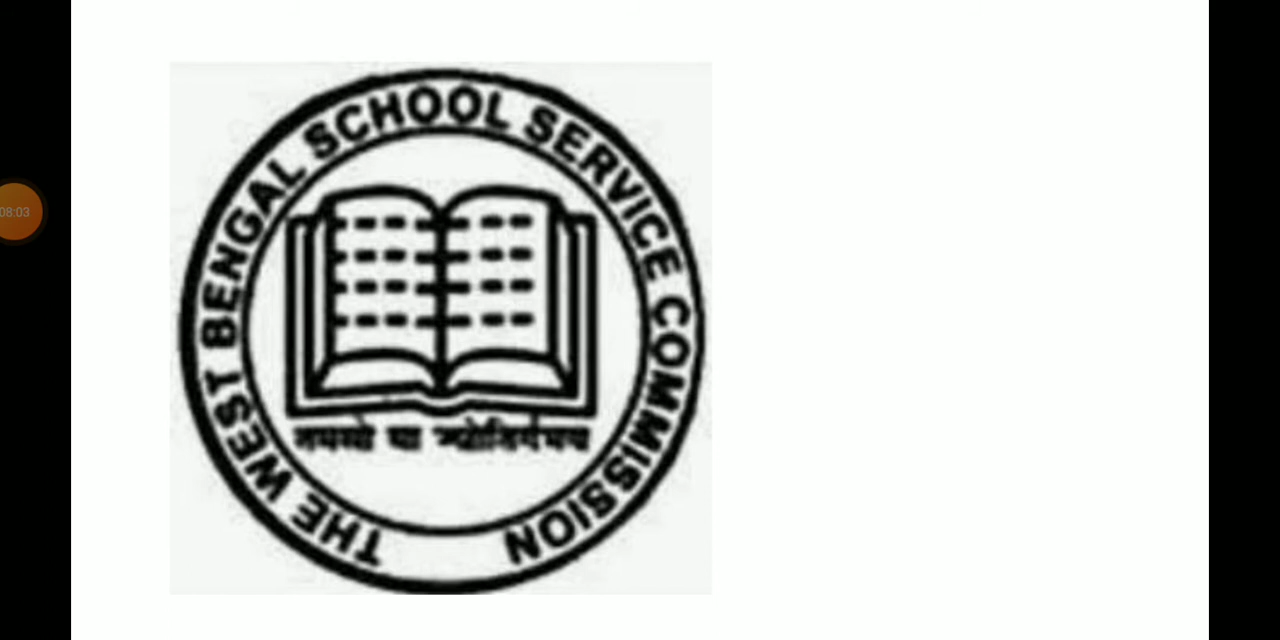 08:03
THE WEST BENGAL SCHOOL SERVICE COMMISSION
तमसो मा ज्योतिर्गमय